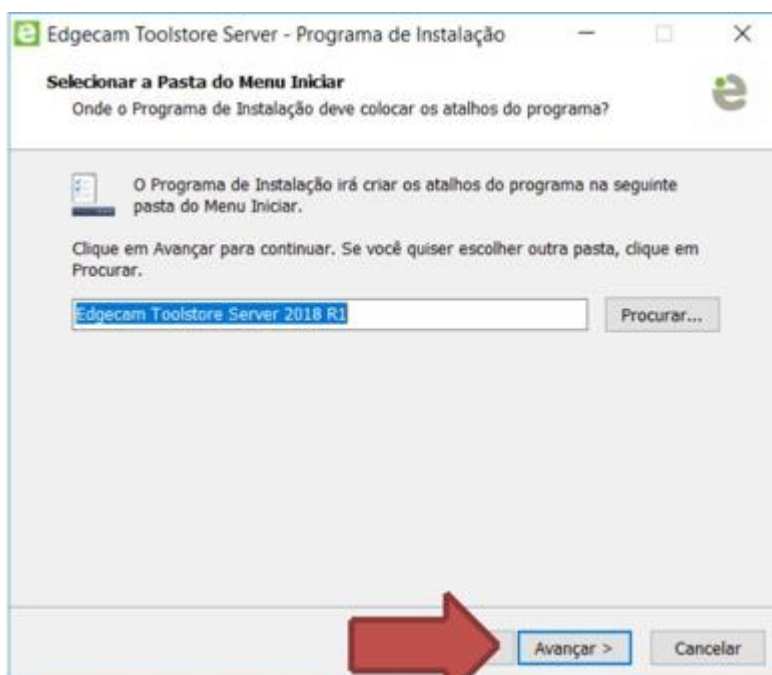 Edgecam Toolstore Server - Programa de Instalação
Selecionar a Pasta do Menu Iniciar
Onde o Programa de Instalação deve colocar os atalhos do programa?
O Programa de Instalação irá criar os atalhos do programa na seguinte
pasta do Menu Iniciar.
Clique em Avançar para continuar. Se você quiser escolher outra pasta, clique em
Procurar.
Edgecam Toolstore Server 2018 R1
Procurar...
Avançar >
Cancelar